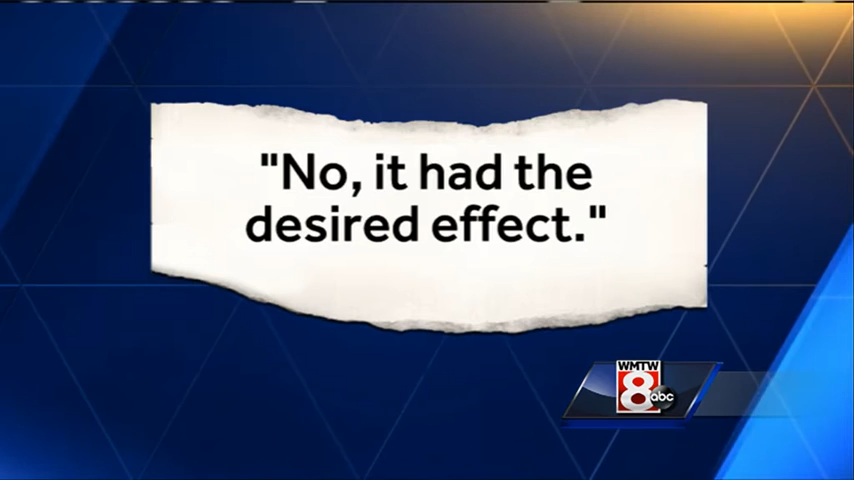 "No, it had the
desired effect."
WMTW
8
abc